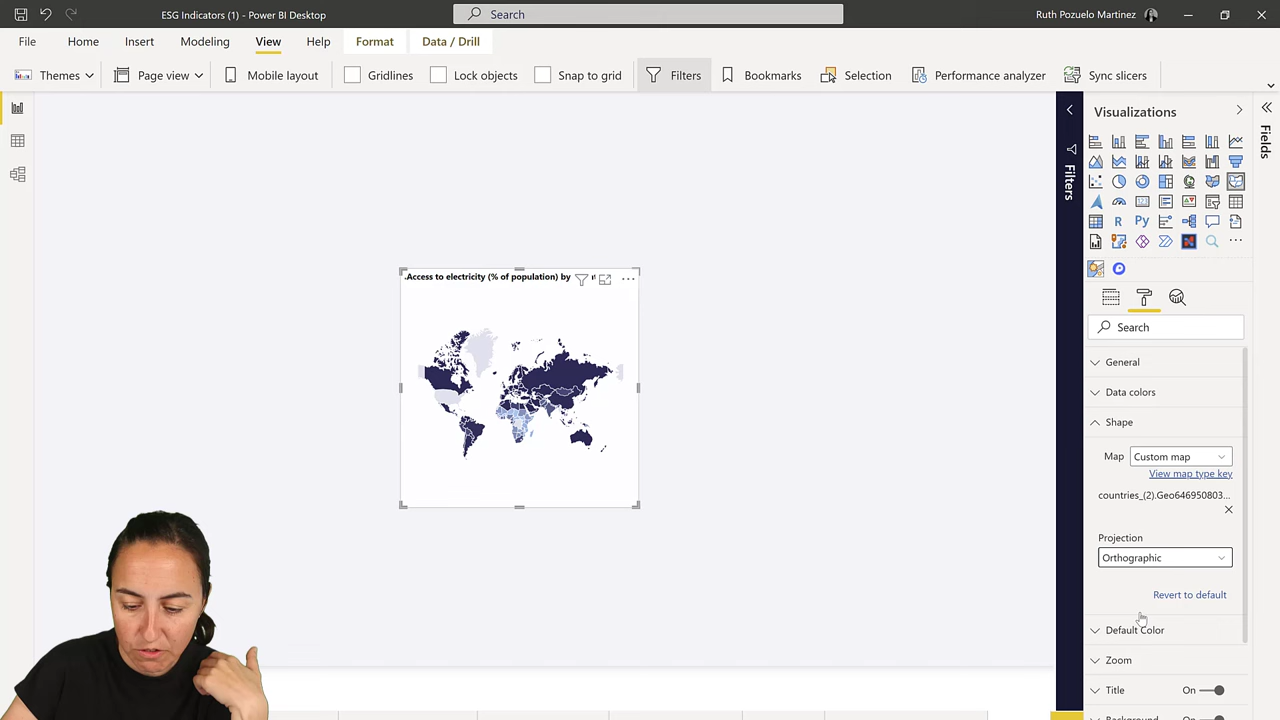 ESG Indicators (1) - Power BI Desktop
Search
Ruth Pozuelo Martinez
File Home Insert Modeling View Help Format Data / Drill
Themes Page view Mobile layout Gridlines Lock objects Snap to grid Filters Bookmarks Selection Performance analyzer Sync slicers
Visualizations
Fields
Filters
R Py
Access to electricity (% of population) by
Search
General
Data colors
Shape
Map Custom map
View map type key
countries_(2).Geo646950803...
Projection
Orthographic
Revert to default
Default Color
Zoom
Title On